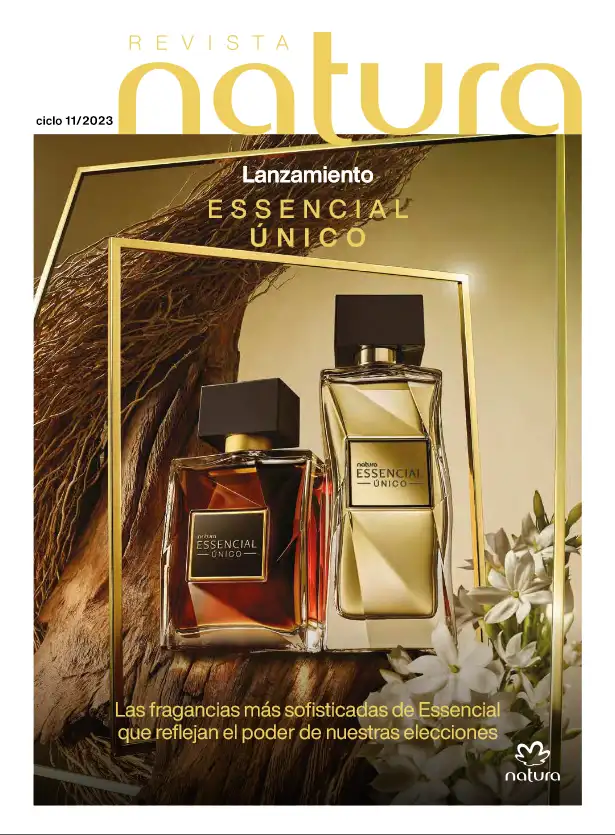 REVISTA
natura
ciclo 11/2023
Lanzamiento
ESSENCIAL
ÚNICO
natura
ESSENCIAL
ÚNICO
natura
ESSENCIAL
ÚNICO
Las fragancias más sofisticadas de Essencial
que reflejan el poder de nuestras elecciones
natura